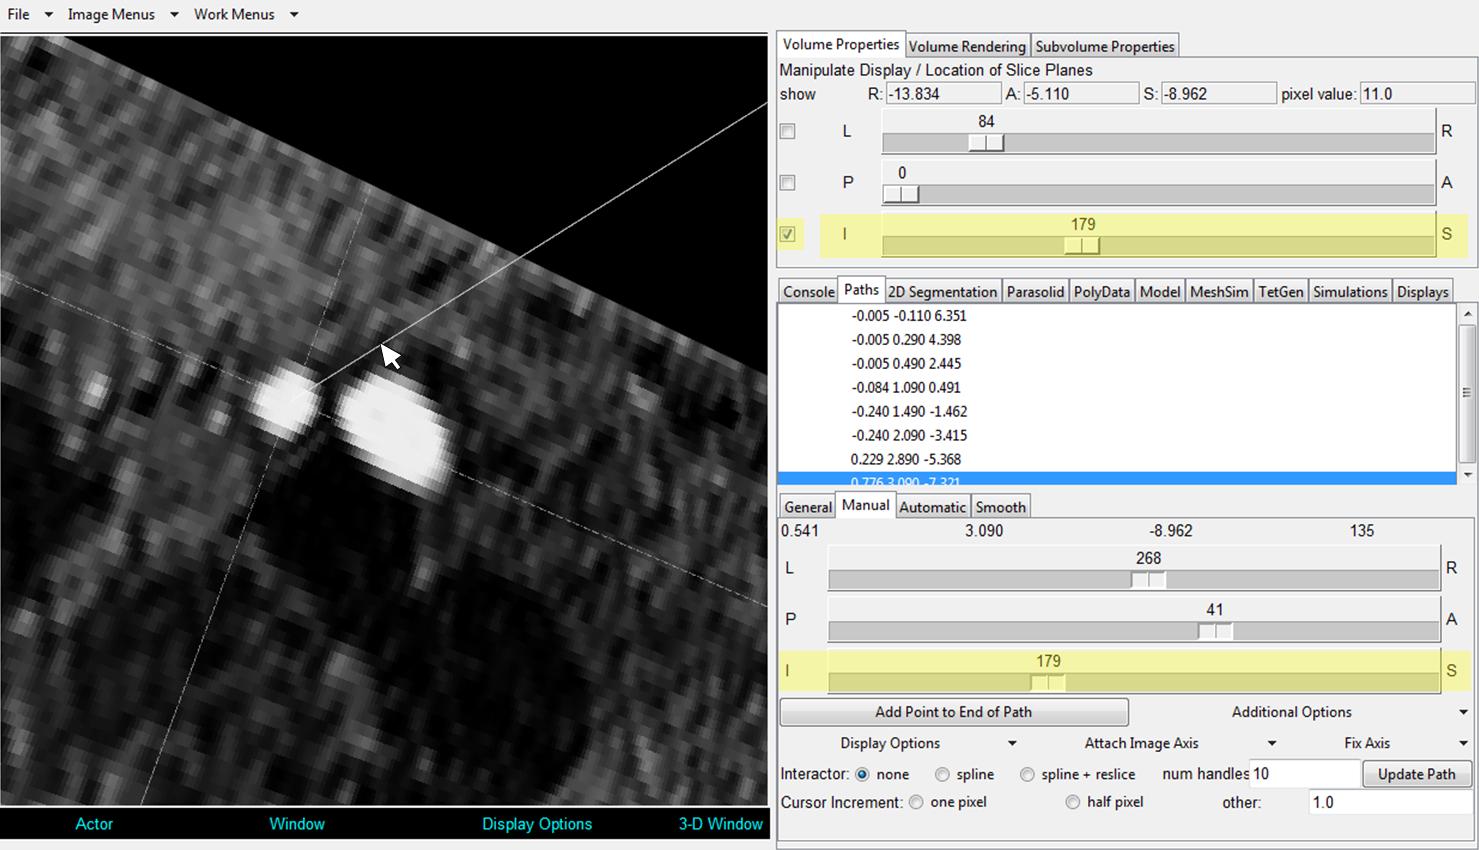 File Image Menus Work Menus
Volume Properties Volume Rendering Subvolume Properties
Manipulate Display / Location of Slice Planes
show R: -13.834 A: -5.110 S: -8.962 pixel value: 11.0
84
L R
0
P A
179
I S
Console Paths 2D Segmentation Parasolid PolyData Model MeshSim TetGen Simulations Displays
-0.005 -0.110 6.351
-0.005 0.290 4.398
-0.005 0.490 2.445
-0.084 1.090 0.491
-0.240 1.490 -1.462
-0.240 2.090 -3.415
0.229 2.890 -5.368
0.776 3.090 -7.321
General Manual Automatic Smooth
0.541 3.090 -8.962 135
268
L R
41
P A
179
I S
Add Point to End of Path Additional Options
Display Options Attach Image Axis Fix Axis
Interactor: none spline spline + reslice num handles 10 Update Path
Cursor Increment: one pixel half pixel other: 1.0
Actor Window Display Options 3-D Window